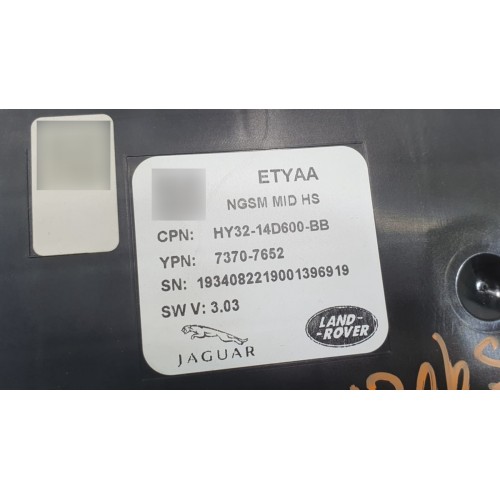 ETYAA
NGSM MID HS
CPN: HY32-14D600-BB
YPN: 7370-7652
SN: 1934082219001396919
SW V: 3.03
JAGUAR
LAND-
-ROVER